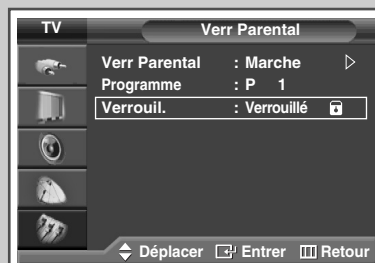 TV
Verr Parental
Verr Parental : Marche
Programme : P 1
Verrouil. : Verrouillé
Déplacer Entrer Retour